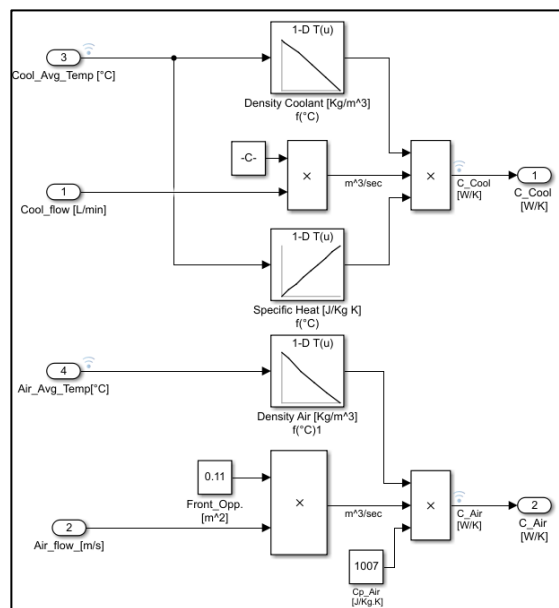 1-D T(u)
3
Cool_Avg_Temp [°C]
Density Coolant [Kg/m^3]
f(°C)
-C-
×
×
m^3/sec
C_Cool
[W/K]
1
C_Cool
[W/K]
1
Cool_flow [L/min]
1-D T(u)
Specific Heat [J/Kg K]
f(°C)
1-D T(u)
4
Air_Avg_Temp[°C]
Density Air [Kg/m^3]
f(°C)1
0.11
Front_Opp.
[m^2]
×
×
m^3/sec
C_Air
[W/K]
2
C_Air
[W/K]
2
Air_flow_[m/s]
1007
Cp_Air
[J/Kg.K]